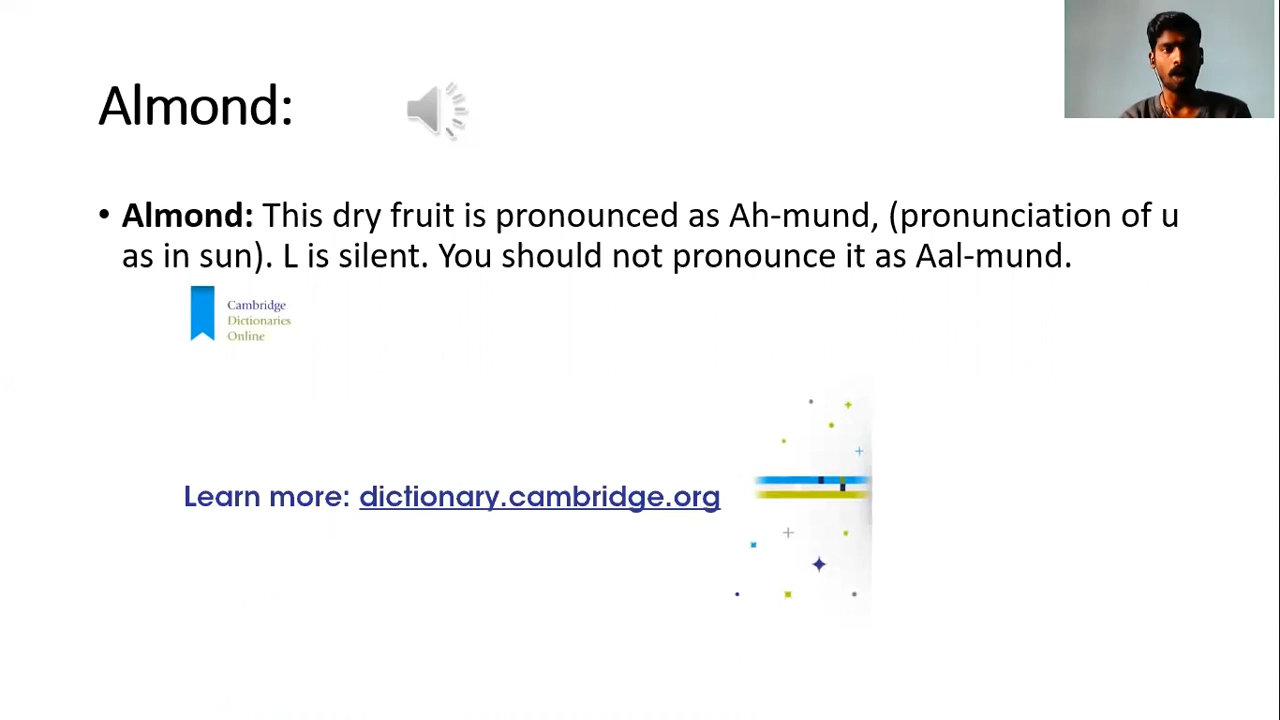 Almond:
• Almond: This dry fruit is pronounced as Ah-mund, (pronunciation of u
as in sun). L is silent. You should not pronounce it as Aal-mund.
Cambridge
Dictionaries
Online
Learn more: dictionary.cambridge.org